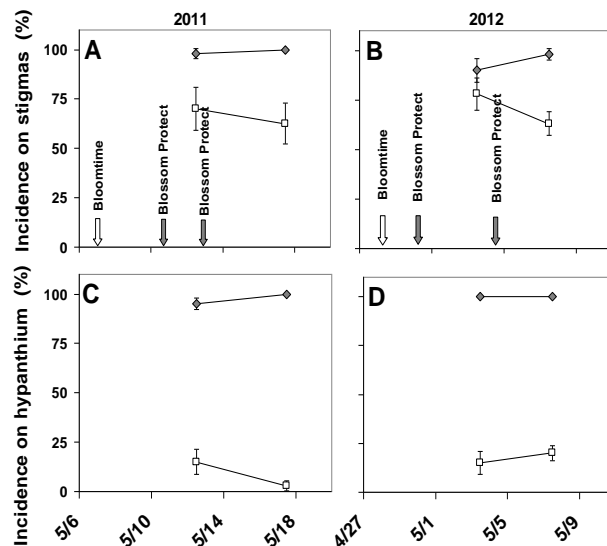 2011
2012
Incidence on stigmas (%)
100
75
50
25
0
A
Bloomtime
Blossom Protect
Blossom Protect
B
Bloomtime
Blossom Protect
Blossom Protect
Incidence on hypanthium (%)
100
75
50
25
0
C
D
5/6
5/10
5/14
5/18
4/27
5/1
5/5
5/9